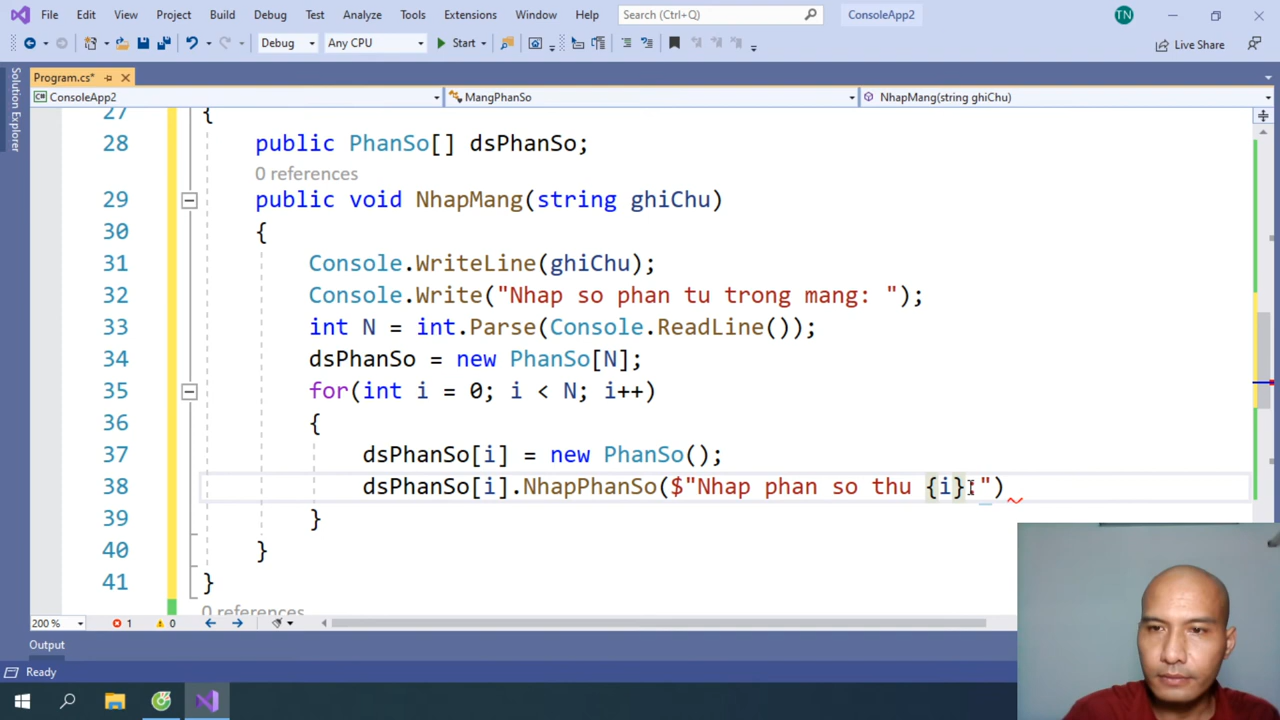 File Edit View Project Build Debug Test Analyze Tools Extensions Window Help Search (Ctrl+Q) ConsoleApp2 TN
Debug Any CPU Start Live Share
Program.cs*
ConsoleApp2 MangPhanSo NhapMang(string ghiChu)
Solution Explorer
27 {
28 public PhanSo[] dsPhanSo;
0 references
29 public void NhapMang(string ghiChu)
30 {
31 Console.WriteLine(ghiChu);
32 Console.Write("Nhap so phan tu trong mang: ");
33 int N = int.Parse(Console.ReadLine());
34 dsPhanSo = new PhanSo[N];
35 for(int i = 0; i < N; i++)
36 {
37 dsPhanSo[i] = new PhanSo();
38 dsPhanSo[i].NhapPhanSo($"Nhap phan so thu {i}:")
39 }
40 }
41 }
0 references
200 % 1 0
Output
Ready